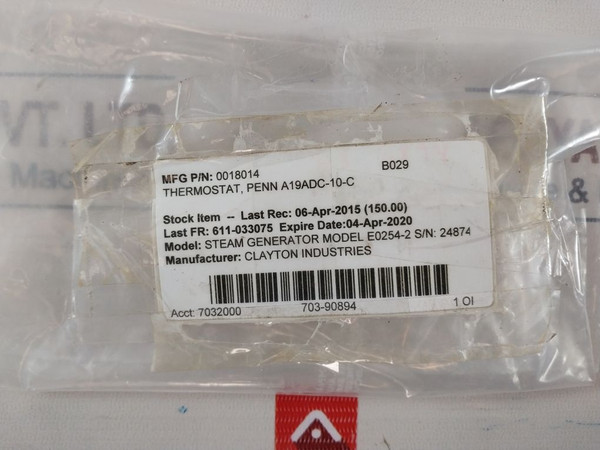 MFG P/N: 0018014 B029
THERMOSTAT, PENN A19ADC-10-C
Stock Item -- Last Rec: 06-Apr-2015 (150.00)
Last FR: 611-033075 Expire Date:04-Apr-2020
Model: STEAM GENERATOR MODEL E0254-2 S/N: 24874
Manufacturer: CLAYTON INDUSTRIES
Acct: 7032000 703-90894 1 OI